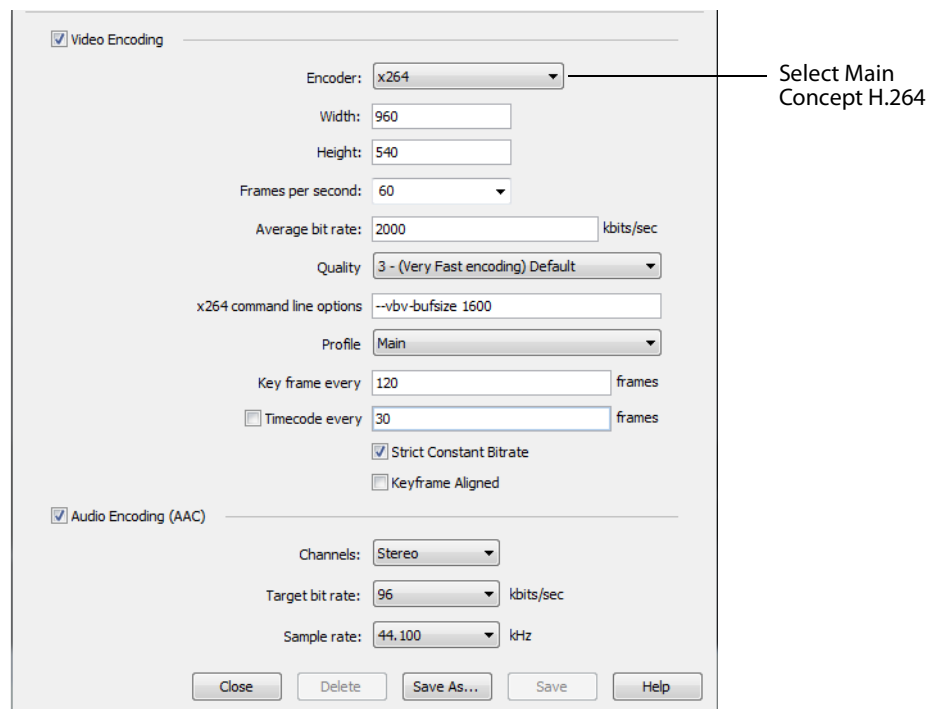 Video Encoding
Encoder: x264
Select Main
Concept H.264
Width: 960
Height: 540
Frames per second: 60
Average bit rate: 2000 kbits/sec
Quality 3 - (Very Fast encoding) Default
x264 command line options --vbv-bufsize 1600
Profile Main
Key frame every 120 frames
Timecode every 30 frames
Strict Constant Bitrate
Keyframe Aligned
Audio Encoding (AAC)
Channels: Stereo
Target bit rate: 96 kbits/sec
Sample rate: 44.100 kHz
Close Delete Save As... Save Help